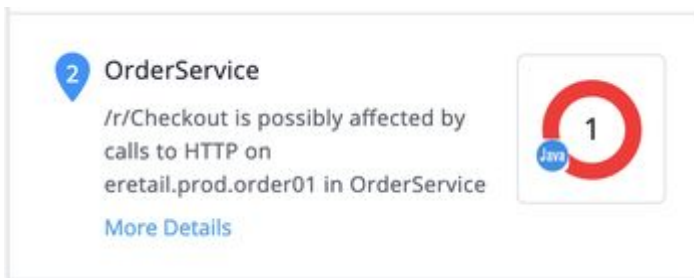 2
OrderService
/r/Checkout is possibly affected by
calls to HTTP on
eretail.prod.order01 in OrderService
More Details
1
Java